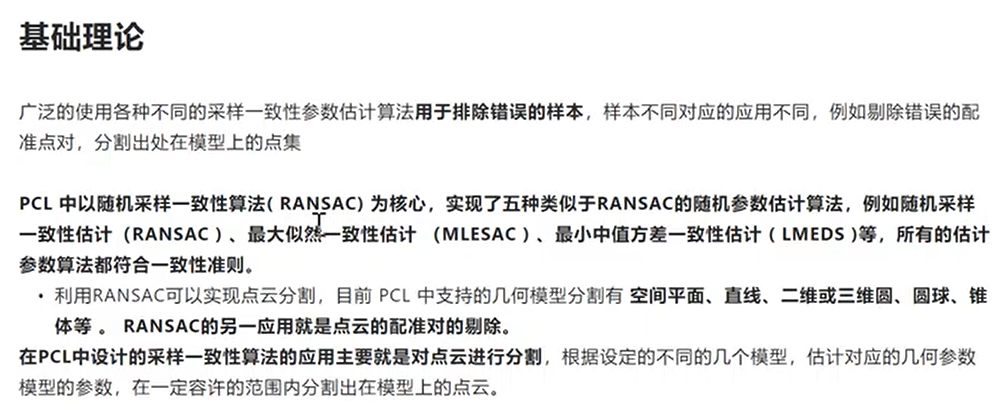 基础理论
广泛的使用各种不同的采样一致性参数估计算法用于排除错误的样本，样本不同对应的应用不同，例如剔除错误的配
准点对，分割出处在模型上的点集
PCL 中以随机采样一致性算法( RANSAC) 为核心，实现了五种类似于RANSAC的随机参数估计算法，例如随机采样
一致性估计（RANSAC ）、最大似然一致性估计 （MLESAC ）、最小中值方差一致性估计（ LMEDS )等，所有的估计
参数算法都符合一致性准则。
• 利用RANSAC可以实现点云分割，目前 PCL 中支持的几何模型分割有 空间平面、直线、二维或三维圆、圆球、锥
体等 。 RANSAC的另一应用就是点云的配准对的剔除。
在PCL中设计的采样一致性算法的应用主要就是对点云进行分割，根据设定的不同的几个模型，估计对应的几何参数
模型的参数，在一定容许的范围内分割出在模型上的点云。